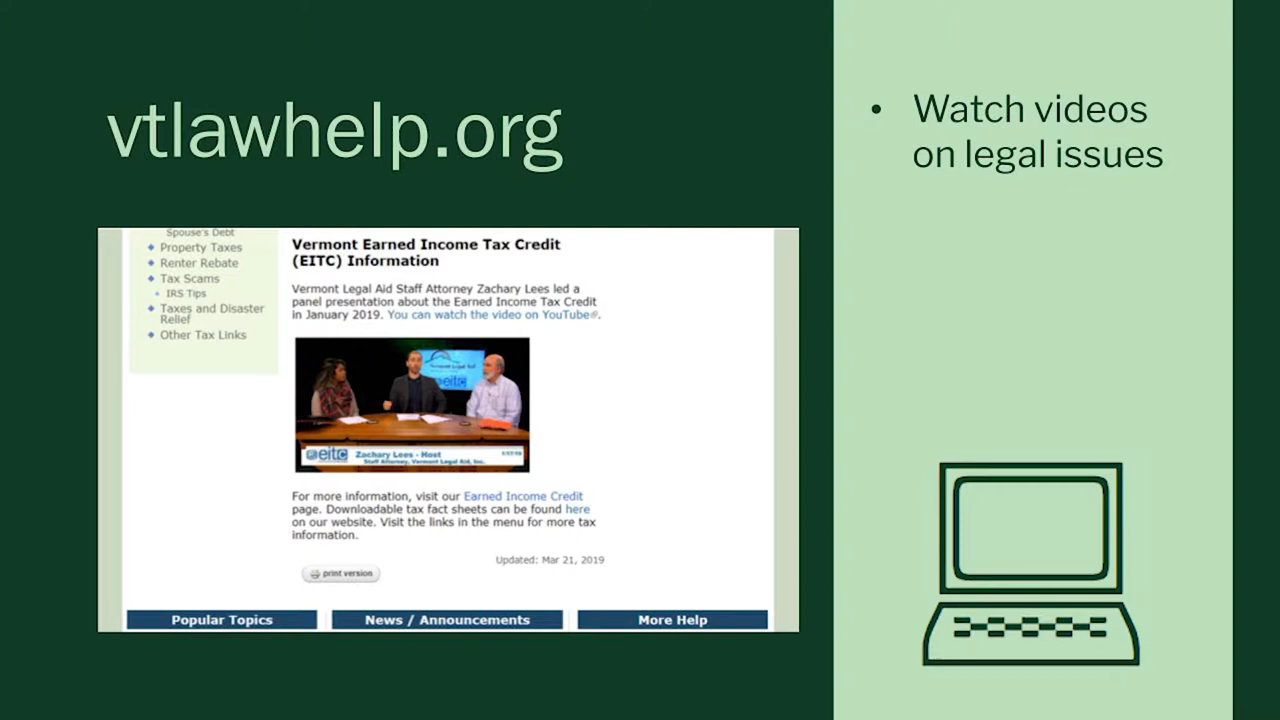 vtlawhelp.org
• Watch videos
on legal issues
Spouse's Debt
Property Taxes
Renter Rebate
Tax Scams
IRS Tips
Taxes and Disaster
Relief
Other Tax Links
Vermont Earned Income Tax Credit
(EITC) Information
Vermont Legal Aid Staff Attorney Zachary Lees led a
panel presentation about the Earned Income Tax Credit
in January 2019. You can watch the video on YouTube.
Vermont Legal Aid
eitc
eitc
Zachary Lees - Host
Staff Attorney, Vermont Legal Aid, Inc.
For more information, visit our Earned Income Credit
page. Downloadable tax fact sheets can be found here
on our website. Visit the links in the menu for more tax
information.
Updated: Mar 21, 2019
print version
Popular Topics
News / Announcements
More Help